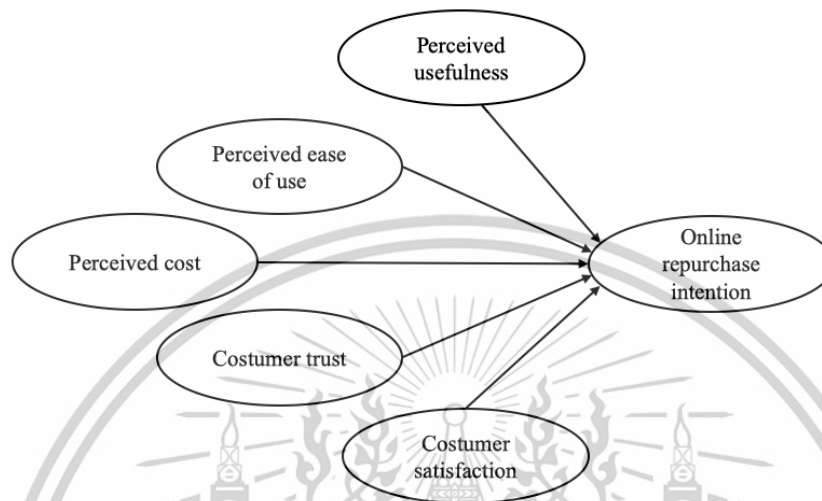 Perceived
usefulness
Perceived ease
of use
Perceived cost
Online
repurchase
intention
Costumer trust
Costumer
satisfaction